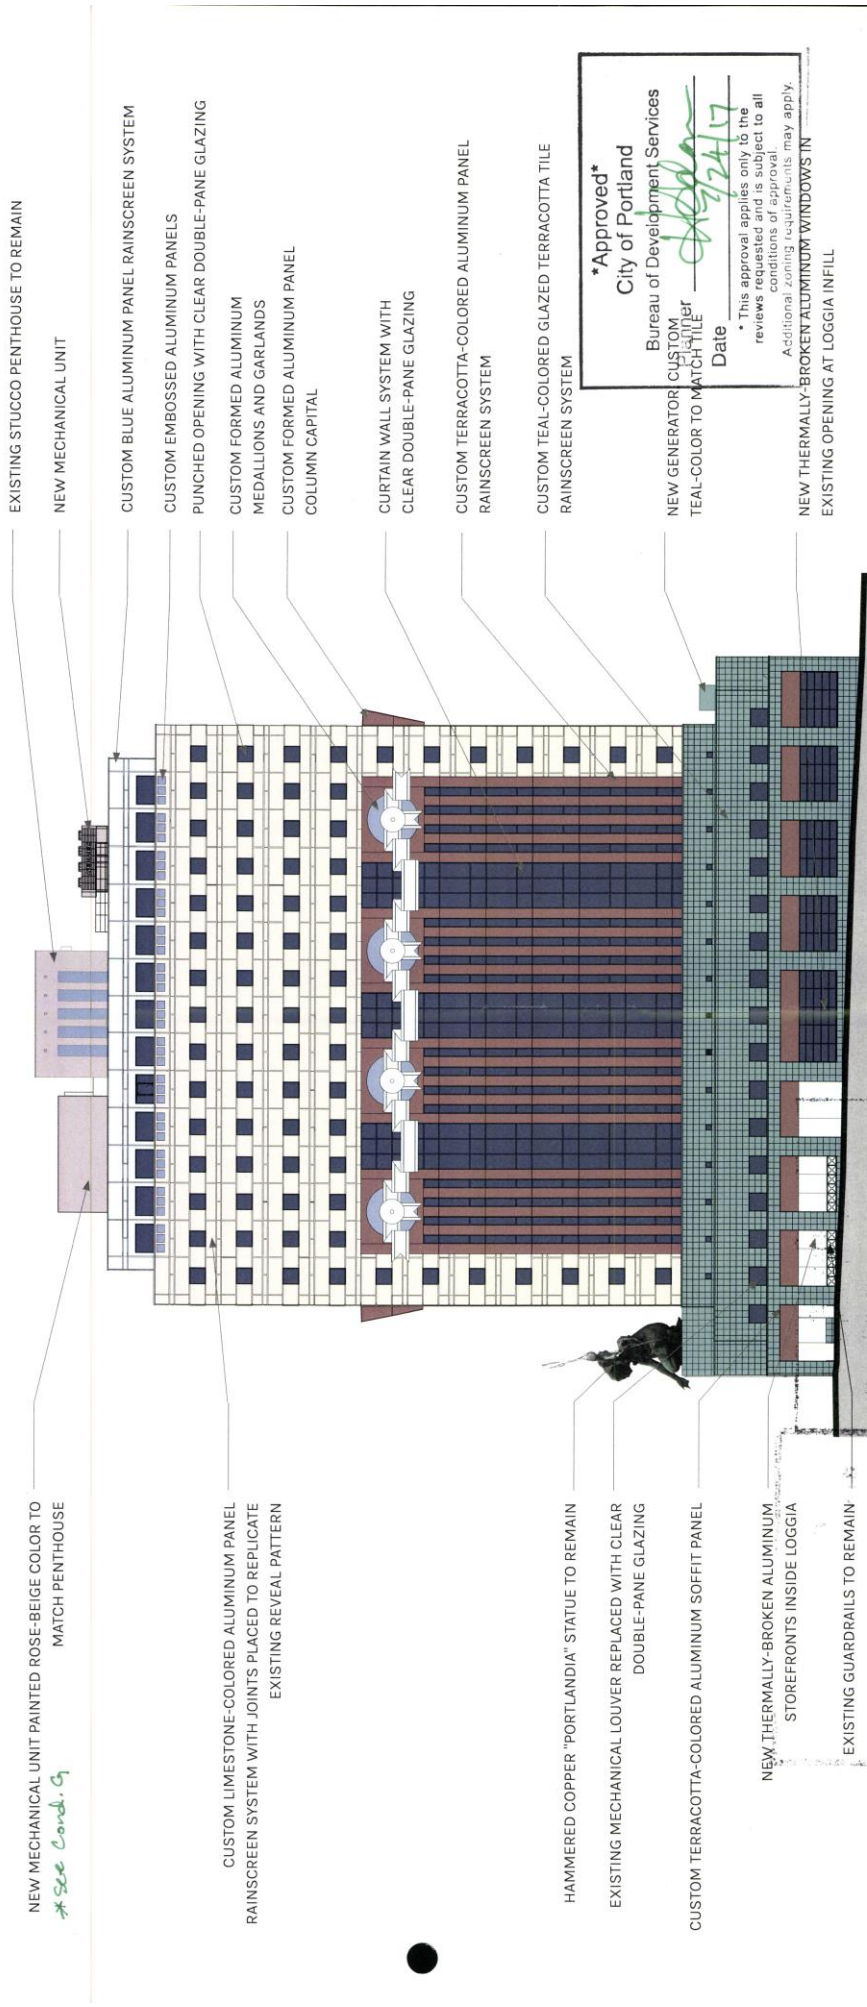 NEW MECHANICAL UNIT PAINTED ROSE-BEIGE COLOR TO
MATCH PENTHOUSE
*see Cond. G
CUSTOM LIMESTONE-COLORED ALUMINUM PANEL
RAINSCREEN SYSTEM WITH JOINTS PLACED TO REPLICATE
EXISTING REVEAL PATTERN
HAMMERED COPPER "PORTLANDIA" STATUE TO REMAIN
EXISTING MECHANICAL LOUVER REPLACED WITH CLEAR
DOUBLE-PANE GLAZING
CUSTOM TERRACOTTA-COLORED ALUMINUM SOFFIT PANEL
NEW THERMALLY-BROKEN ALUMINUM
STOREFRONTS INSIDE LOGGIA
EXISTING GUARDRAILS TO REMAIN
EXISTING STUCCO PENTHOUSE TO REMAIN
NEW MECHANICAL UNIT
CUSTOM BLUE ALUMINUM PANEL RAINSCREEN SYSTEM
CUSTOM EMBOSSED ALUMINUM PANELS
PUNCHED OPENING WITH CLEAR DOUBLE-PANE GLAZING
CUSTOM FORMED ALUMINUM
MEDALLIONS AND GARLANDS
CUSTOM FORMED ALUMINUM PANEL
COLUMN CAPITAL
CURTAIN WALL SYSTEM WITH
CLEAR DOUBLE-PANE GLAZING
CUSTOM TERRACOTTA-COLORED ALUMINUM PANEL
RAINSCREEN SYSTEM
CUSTOM TEAL-COLORED GLAZED TERRACOTTA TILE
RAINSCREEN SYSTEM
NEW GENERATOR, CUSTOM
TEAL-COLOR TO MATCH TILE
NEW THERMALLY-BROKEN ALUMINUM WINDOWS IN
EXISTING OPENING AT LOGGIA INFILL
*Approved*
City of Portland
Bureau of Development Services
Planner
Date 7/24/17
* This approval applies only to the
reviews requested and is subject to all
conditions of approval.
Additional zoning requirements may apply.